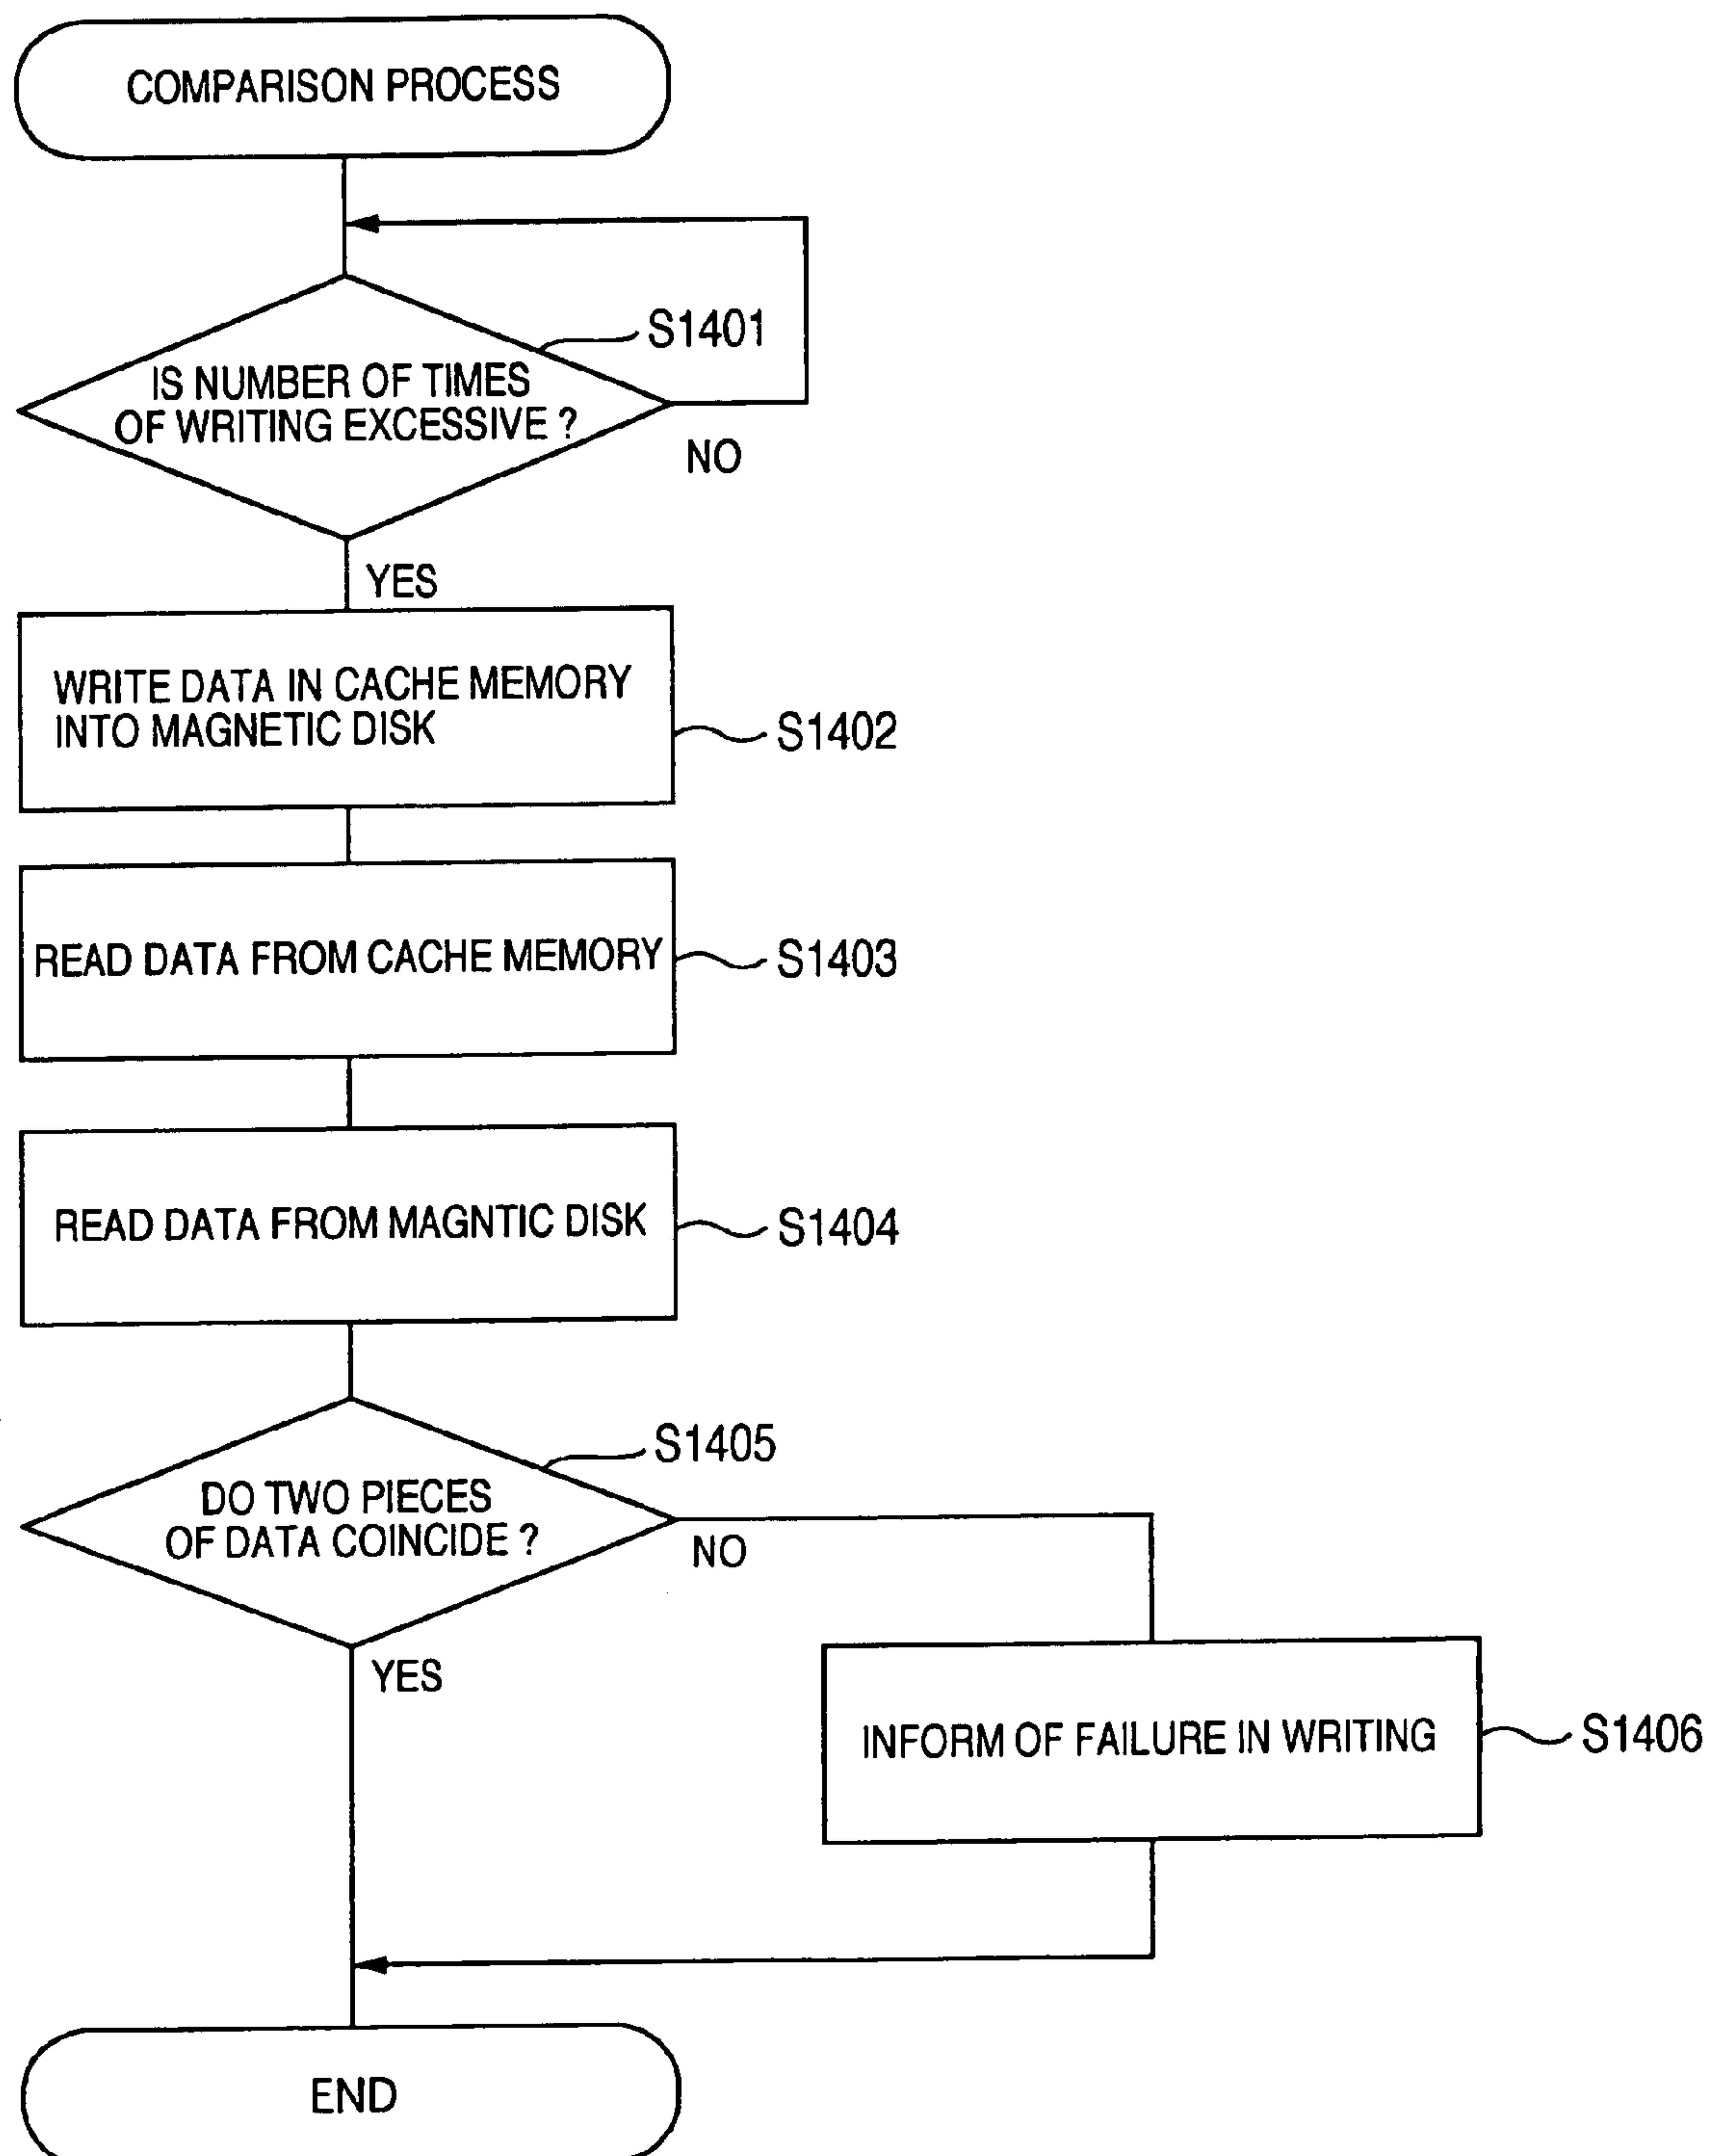 COMPARISON PROCESS
S1401
IS NUMBER OF TIMES
OF WRITING EXCESSIVE ?
NO
YES
WRITE DATA IN CACHE MEMORY
INTO MAGNETIC DISK
S1402
READ DATA FROM CACHE MEMORY
S1403
READ DATA FROM MAGNTIC DISK
S1404
S1405
DO TWO PIECES
OF DATA COINCIDE ?
NO
YES
INFORM OF FAILURE IN WRITING
S1406
END